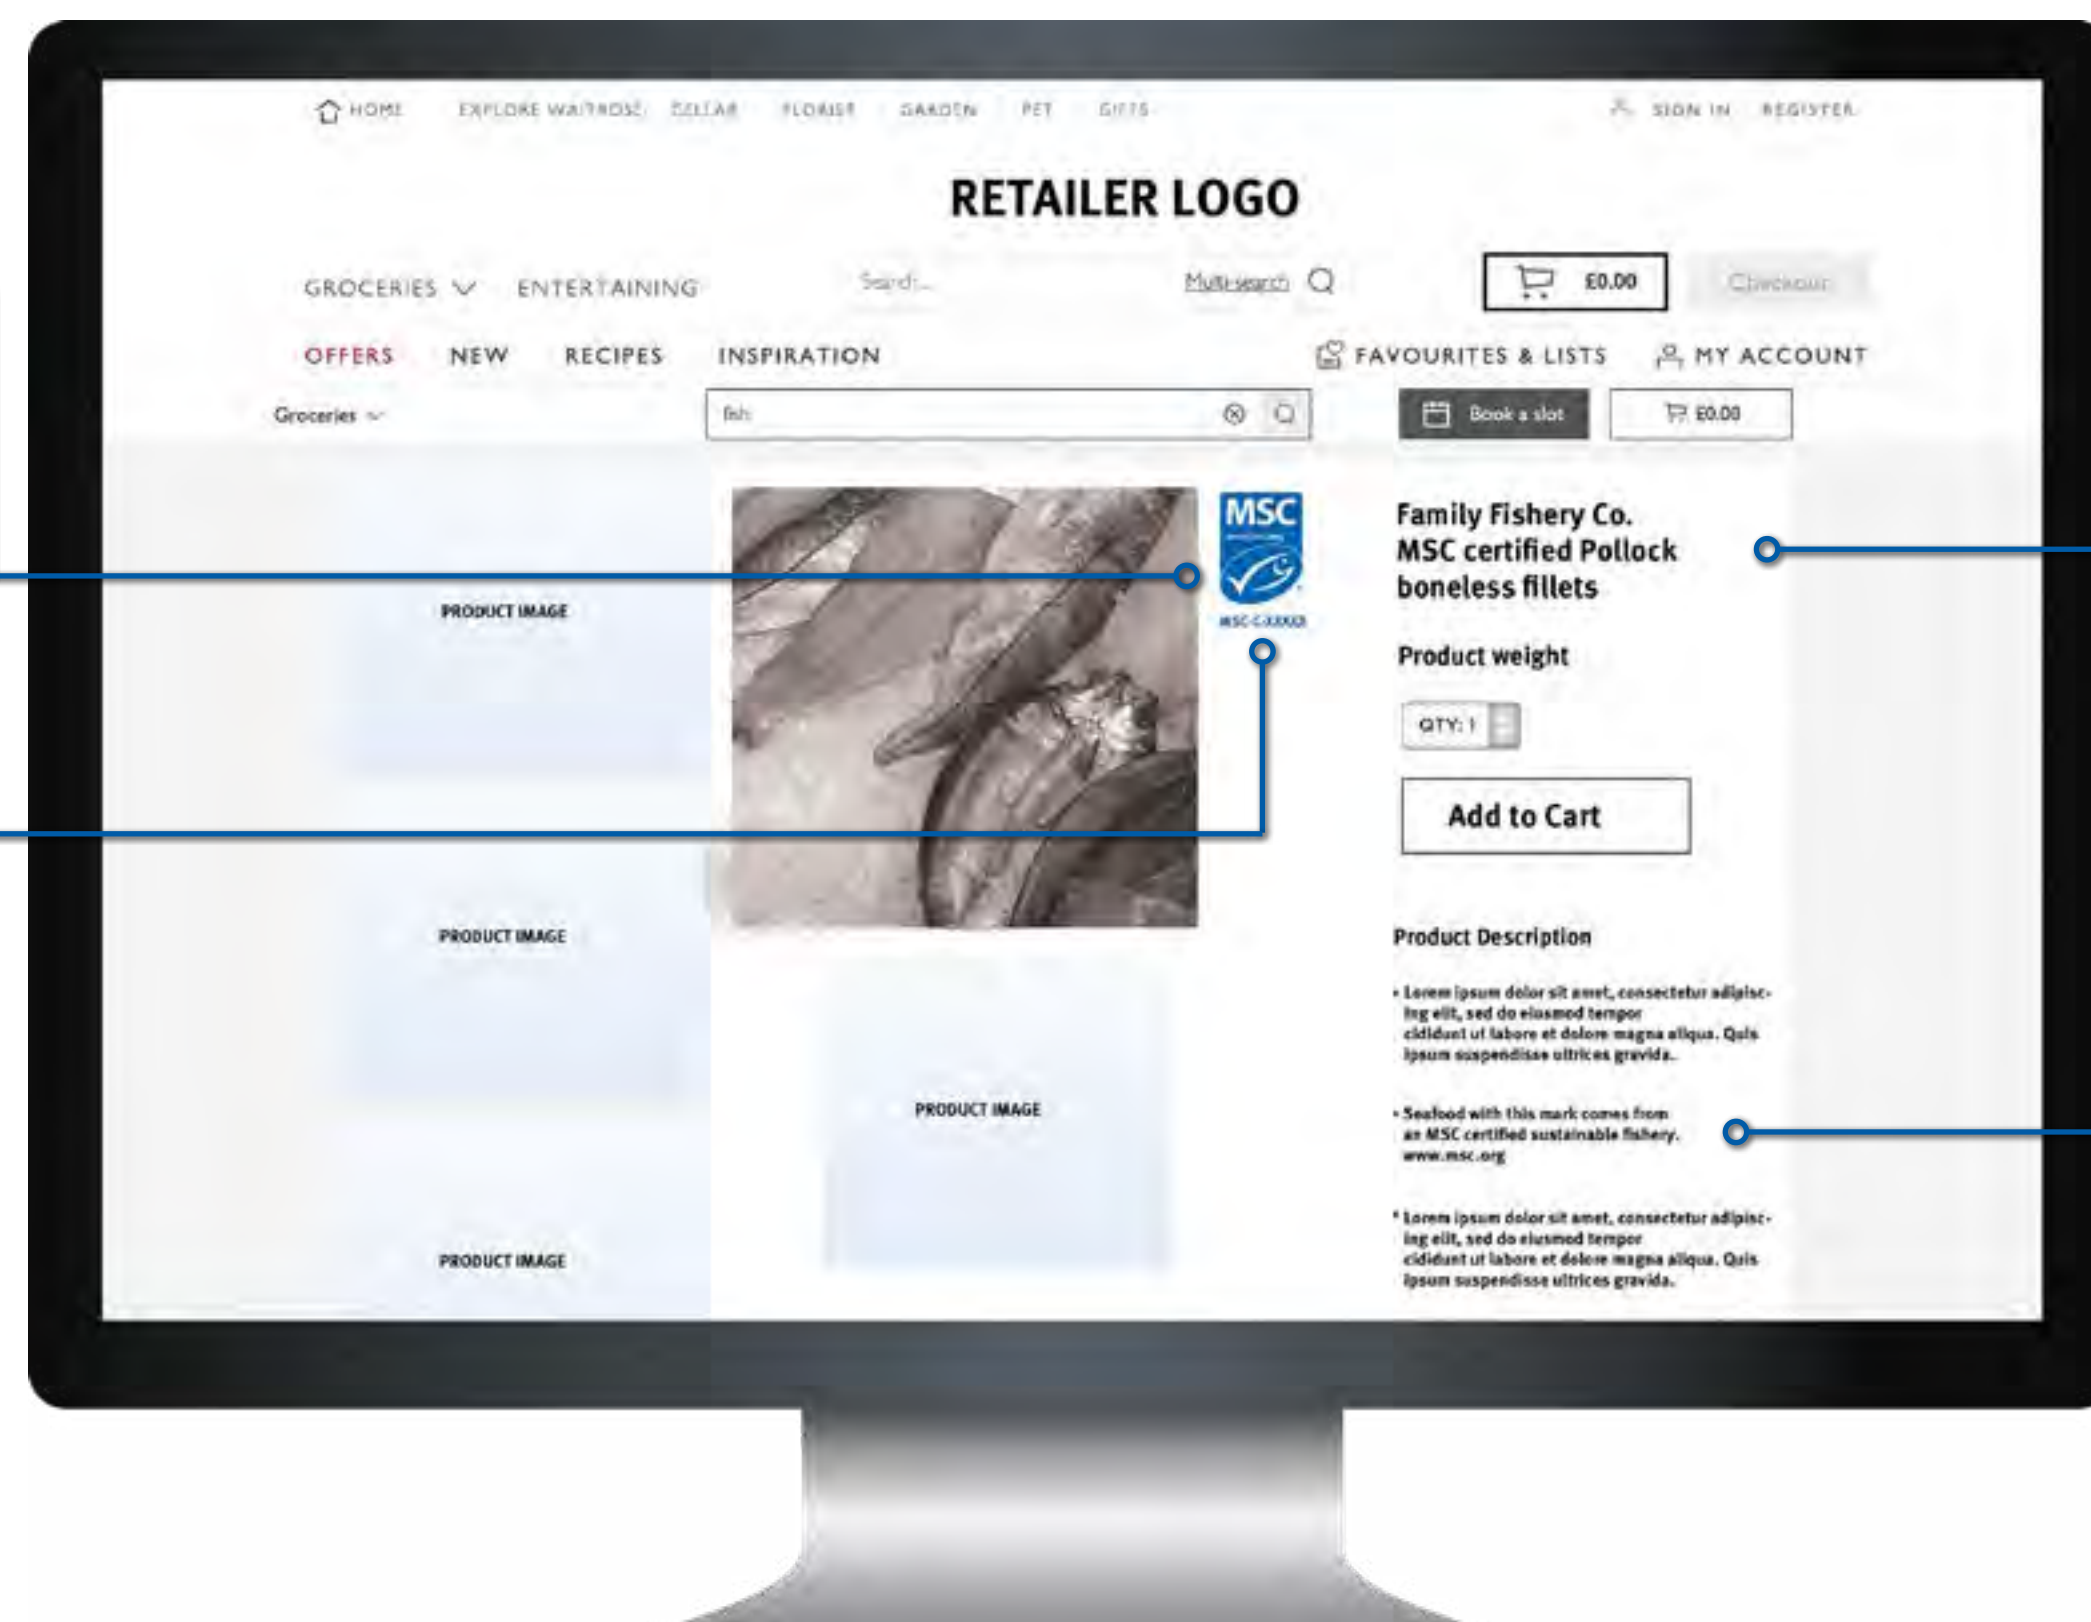 HOME EXPLORE WAITROSE CELLAR FLORIST GARDEN PET GIFTS SIGN IN REGISTER
RETAILER LOGO
GROCERIES ENTERTAINING Search... Multi-search £0.00 Checkout
OFFERS NEW RECIPES INSPIRATION FAVOURITES & LISTS MY ACCOUNT
Groceries fish Book a slot £0.00
MSC
MSC-C-XXXXX
Family Fishery Co.
MSC certified Pollock
boneless fillets
Product weight
QTY: 1
Add to Cart
Product Description
• Lorem ipsum dolor sit amet, consectetur adipisc-
ing elit, sed do eiusmod tempor
cididunt ut labore et dolore magna aliqua. Quis
ipsum suspendisse ultrices gravida.
• Seafood with this mark comes from
an MSC certified sustainable fishery.
www.msc.org
• Lorem ipsum dolor sit amet, consectetur adipisc-
ing elit, sed do eiusmod tempor
cididunt ut labore et dolore magna aliqua. Quis
ipsum suspendisse ultrices gravida.
PRODUCT IMAGE
PRODUCT IMAGE
PRODUCT IMAGE
PRODUCT IMAGE